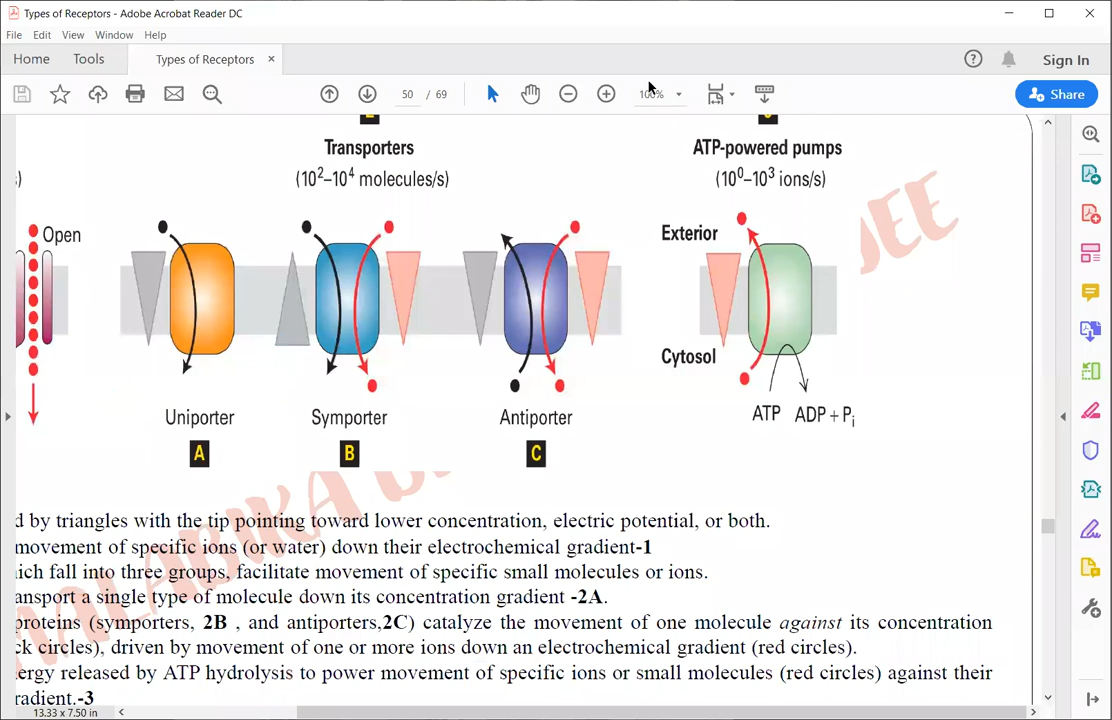 Types of Receptors - Adobe Acrobat Reader DC
File Edit View Window Help
Home Tools Types of Receptors × Sign In
50 / 69 100% Share
2 3
Transporters ATP-powered pumps
s) (10²–10⁴ molecules/s) (10⁰–10³ ions/s)
Open Exterior
Cytosol
ATP ADP + Pi
Uniporter Symporter Antiporter
A B C
d by triangles with the tip pointing toward lower concentration, electric potential, or both.
movement of specific ions (or water) down their electrochemical gradient-1
ich fall into three groups, facilitate movement of specific small molecules or ions.
ansport a single type of molecule down its concentration gradient -2A.
proteins (symporters, 2B , and antiporters,2C) catalyze the movement of one molecule against its concentration
ck circles), driven by movement of one or more ions down an electrochemical gradient (red circles).
ergy released by ATP hydrolysis to power movement of specific ions or small molecules (red circles) against their
radient.-3
13.33 x 7.50 in